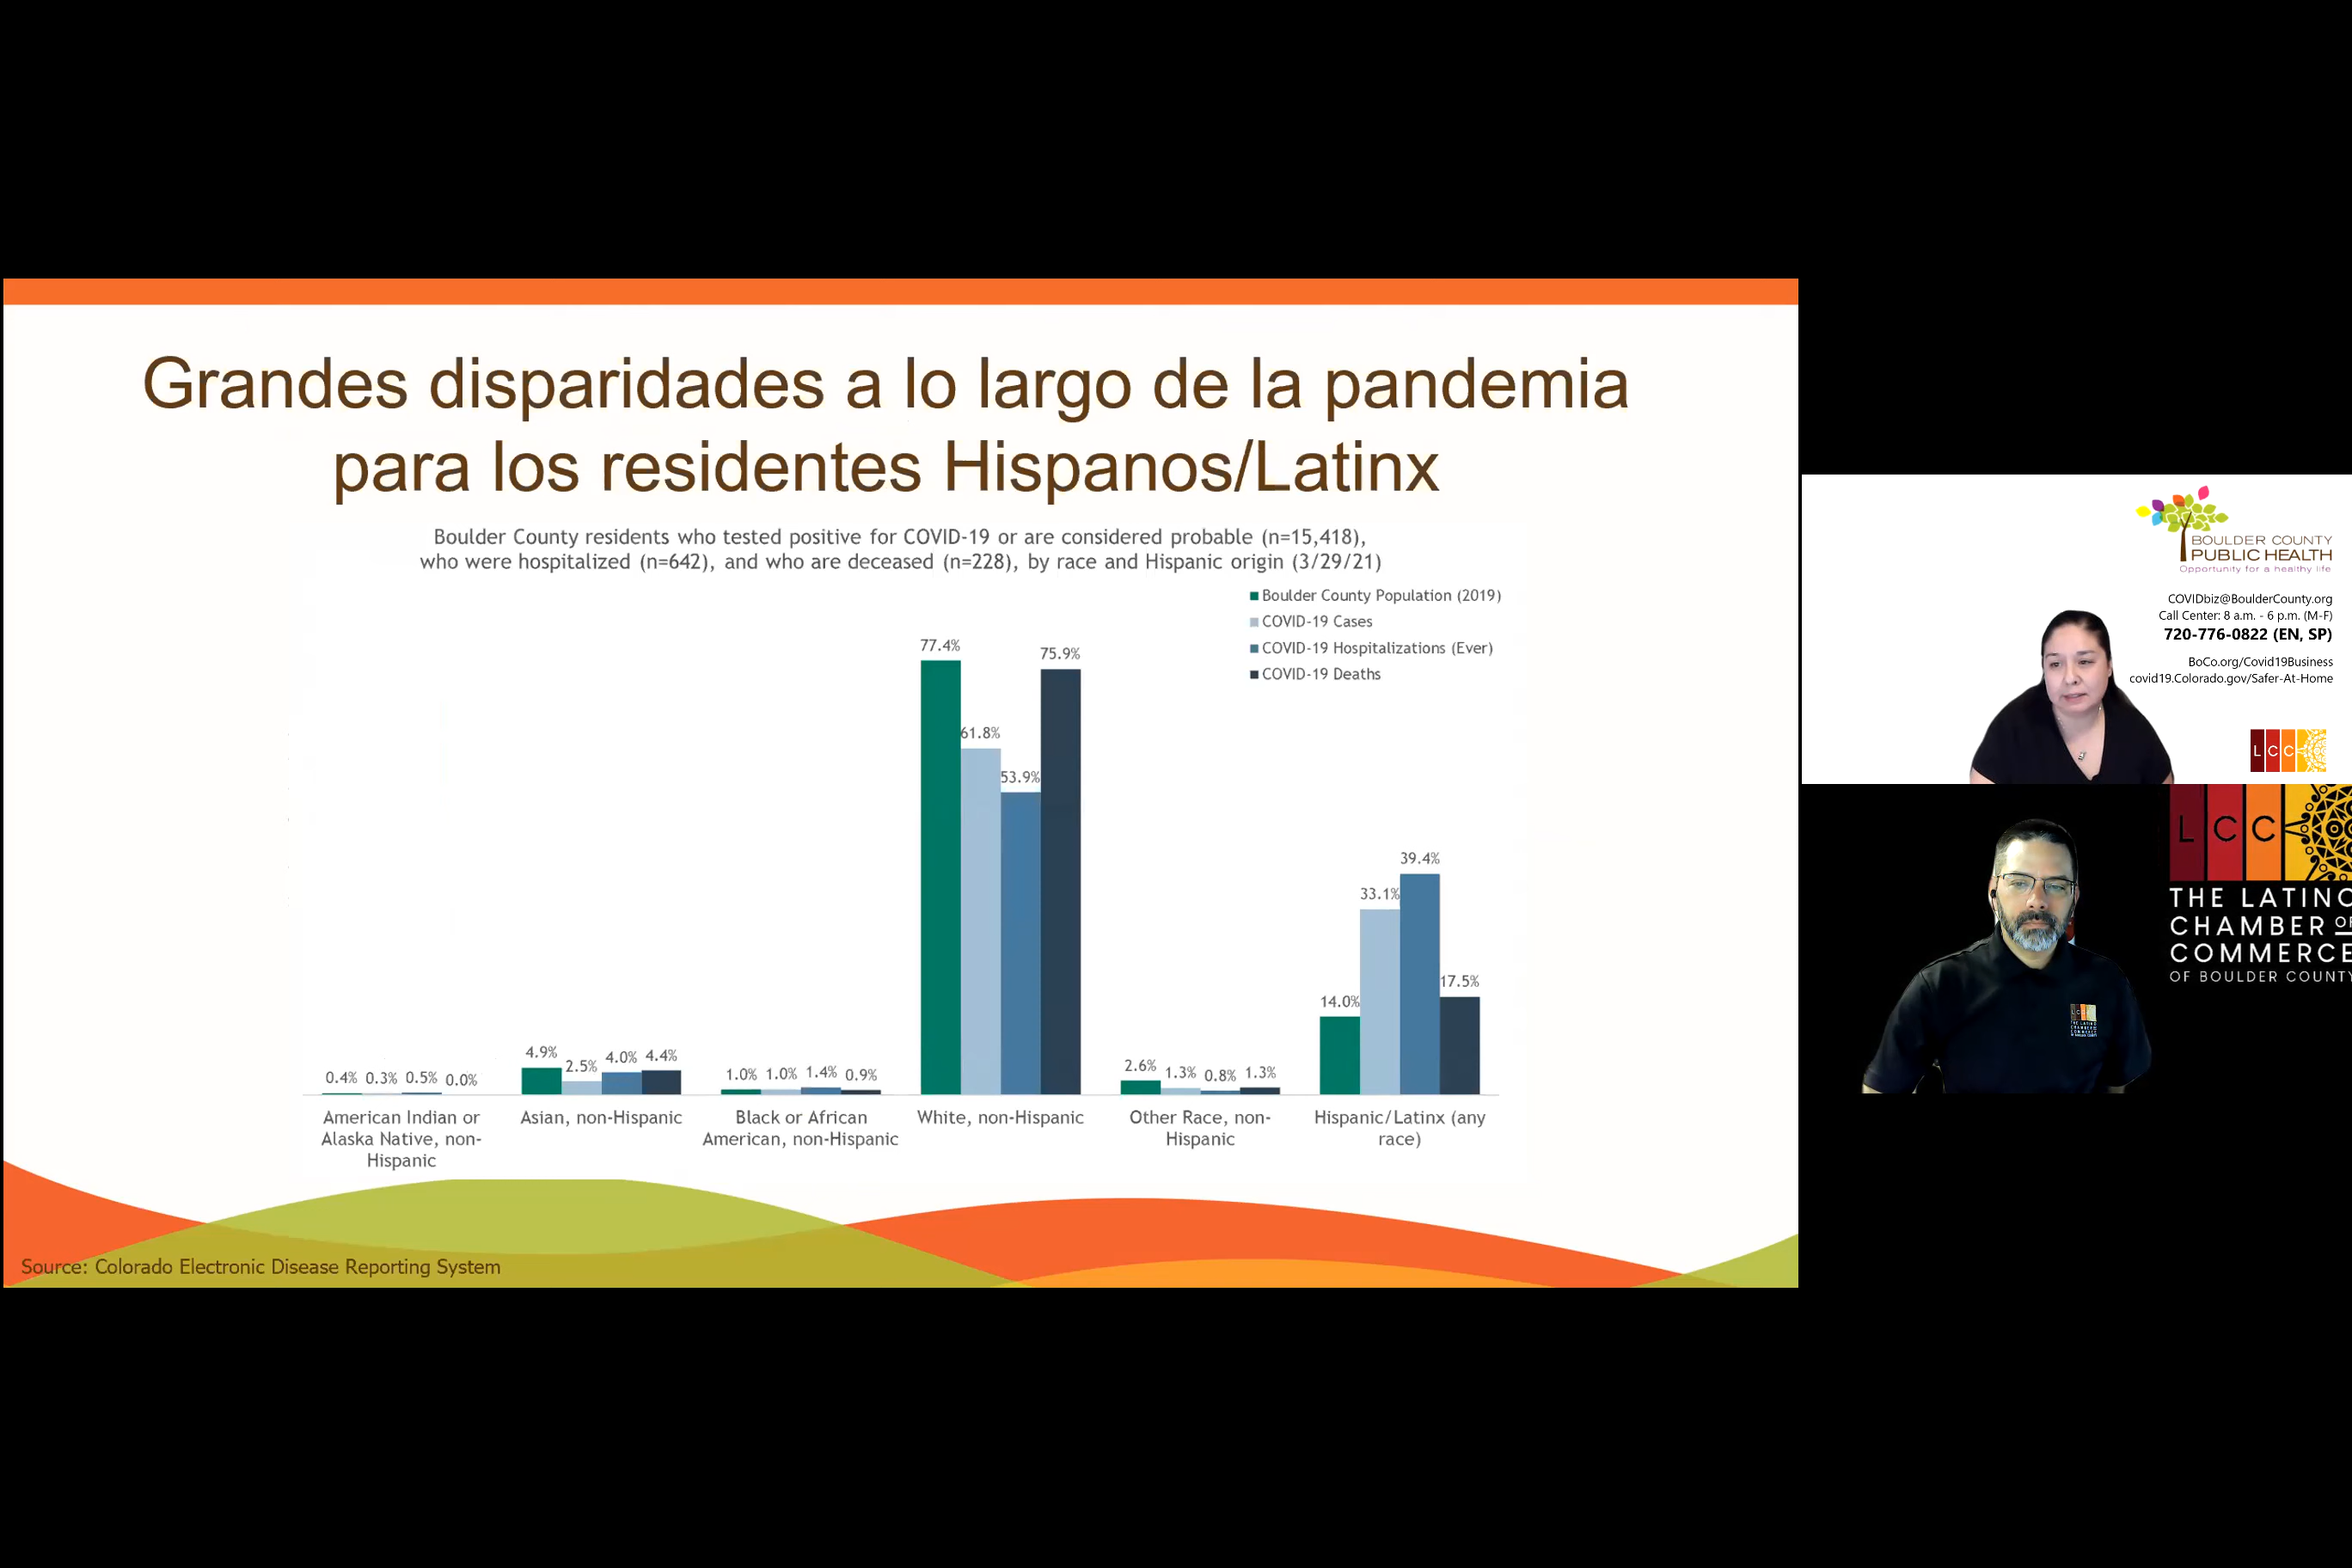 Grandes disparidades a lo largo de la pandemia
para los residentes Hispanos/Latinx
Boulder County residents who tested positive for COVID-19 or are considered probable (n=15,418),
who were hospitalized (n=642), and who are deceased (n=228), by race and Hispanic origin (3/29/21)
Boulder County Population (2019)
COVID-19 Cases
COVID-19 Hospitalizations (Ever)
COVID-19 Deaths
0.4% 0.3% 0.5% 0.0%
4.9% 2.5% 4.0% 4.4%
1.0% 1.0% 1.4% 0.9%
77.4% 61.8% 53.9% 75.9%
2.6% 1.3% 0.8% 1.3%
14.0% 33.1% 39.4% 17.5%
American Indian or
Alaska Native, non-
Hispanic
Asian, non-Hispanic
Black or African
American, non-Hispanic
White, non-Hispanic
Other Race, non-
Hispanic
Hispanic/Latinx (any
race)
Source: Colorado Electronic Disease Reporting System
BOULDER COUNTY
PUBLIC HEALTH
Opportunity for a healthy life
COVIDbiz@BoulderCounty.org
Call Center: 8 a.m. - 6 p.m. (M-F)
720-776-0822 (EN, SP)
BoCo.org/Covid19Business
covid19.Colorado.gov/Safer-At-Home
LCC
LCC
THE LATINO
CHAMBER OF
COMMERCE
OF BOULDER COUNTY